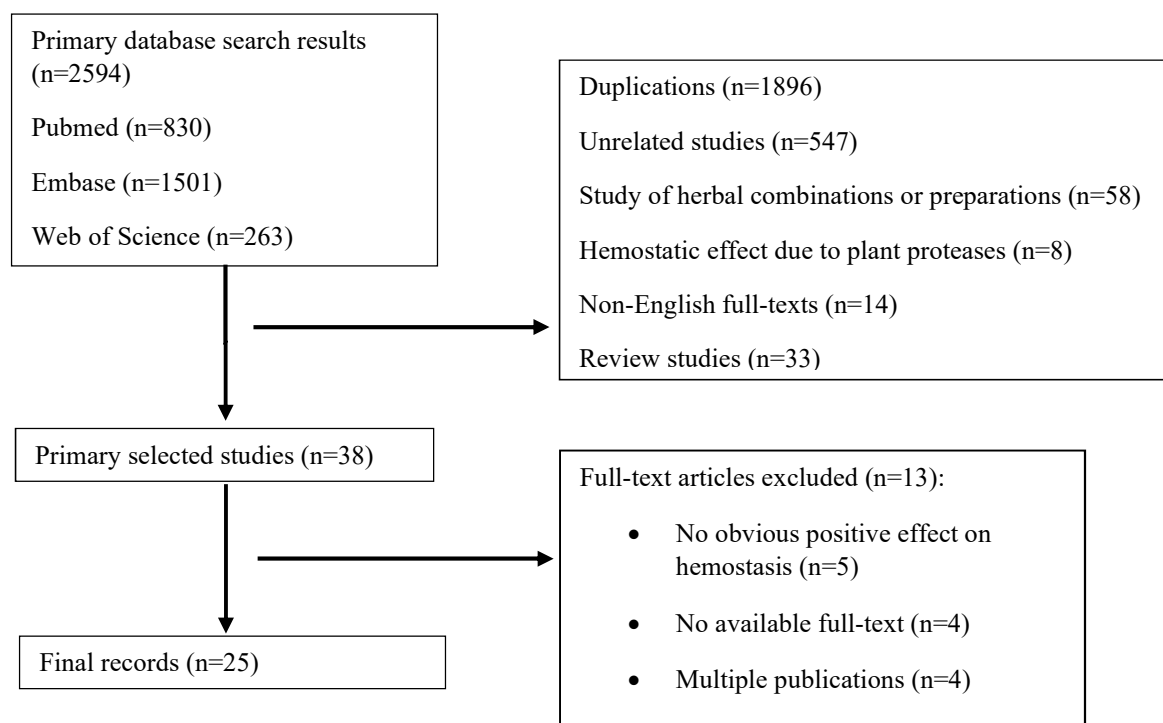 Primary database search results
(n=2594)
Pubmed (n=830)
Embase (n=1501)
Web of Science (n=263)
Duplications (n=1896)
Unrelated studies (n=547)
Study of herbal combinations or preparations (n=58)
Hemostatic effect due to plant proteases (n=8)
Non-English full-texts (n=14)
Review studies (n=33)
Primary selected studies (n=38)
Full-text articles excluded (n=13):
• No obvious positive effect on
hemostasis (n=5)
• No available full-text (n=4)
• Multiple publications (n=4)
Final records (n=25)